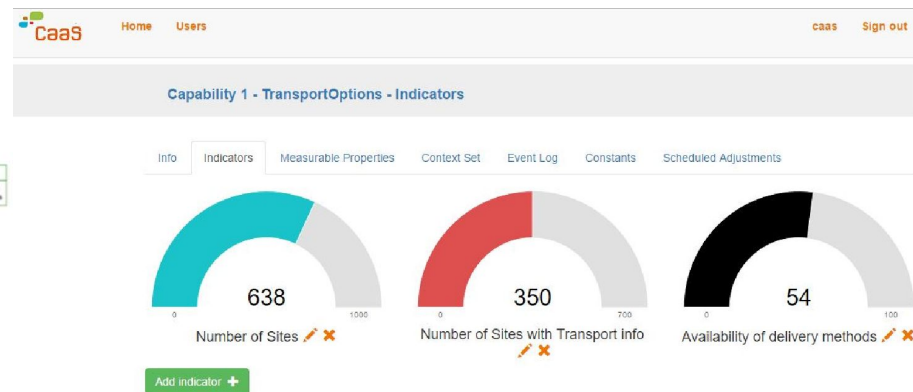 CaaS Home Users caas Sign out
Capability 1 - TransportOptions - Indicators
Info Indicators Measurable Properties Context Set Event Log Constants Scheduled Adjustments
638 350 54
0 1000 0 700 0 100
Number of Sites Number of Sites with Transport info Availability of delivery methods
Add indicator